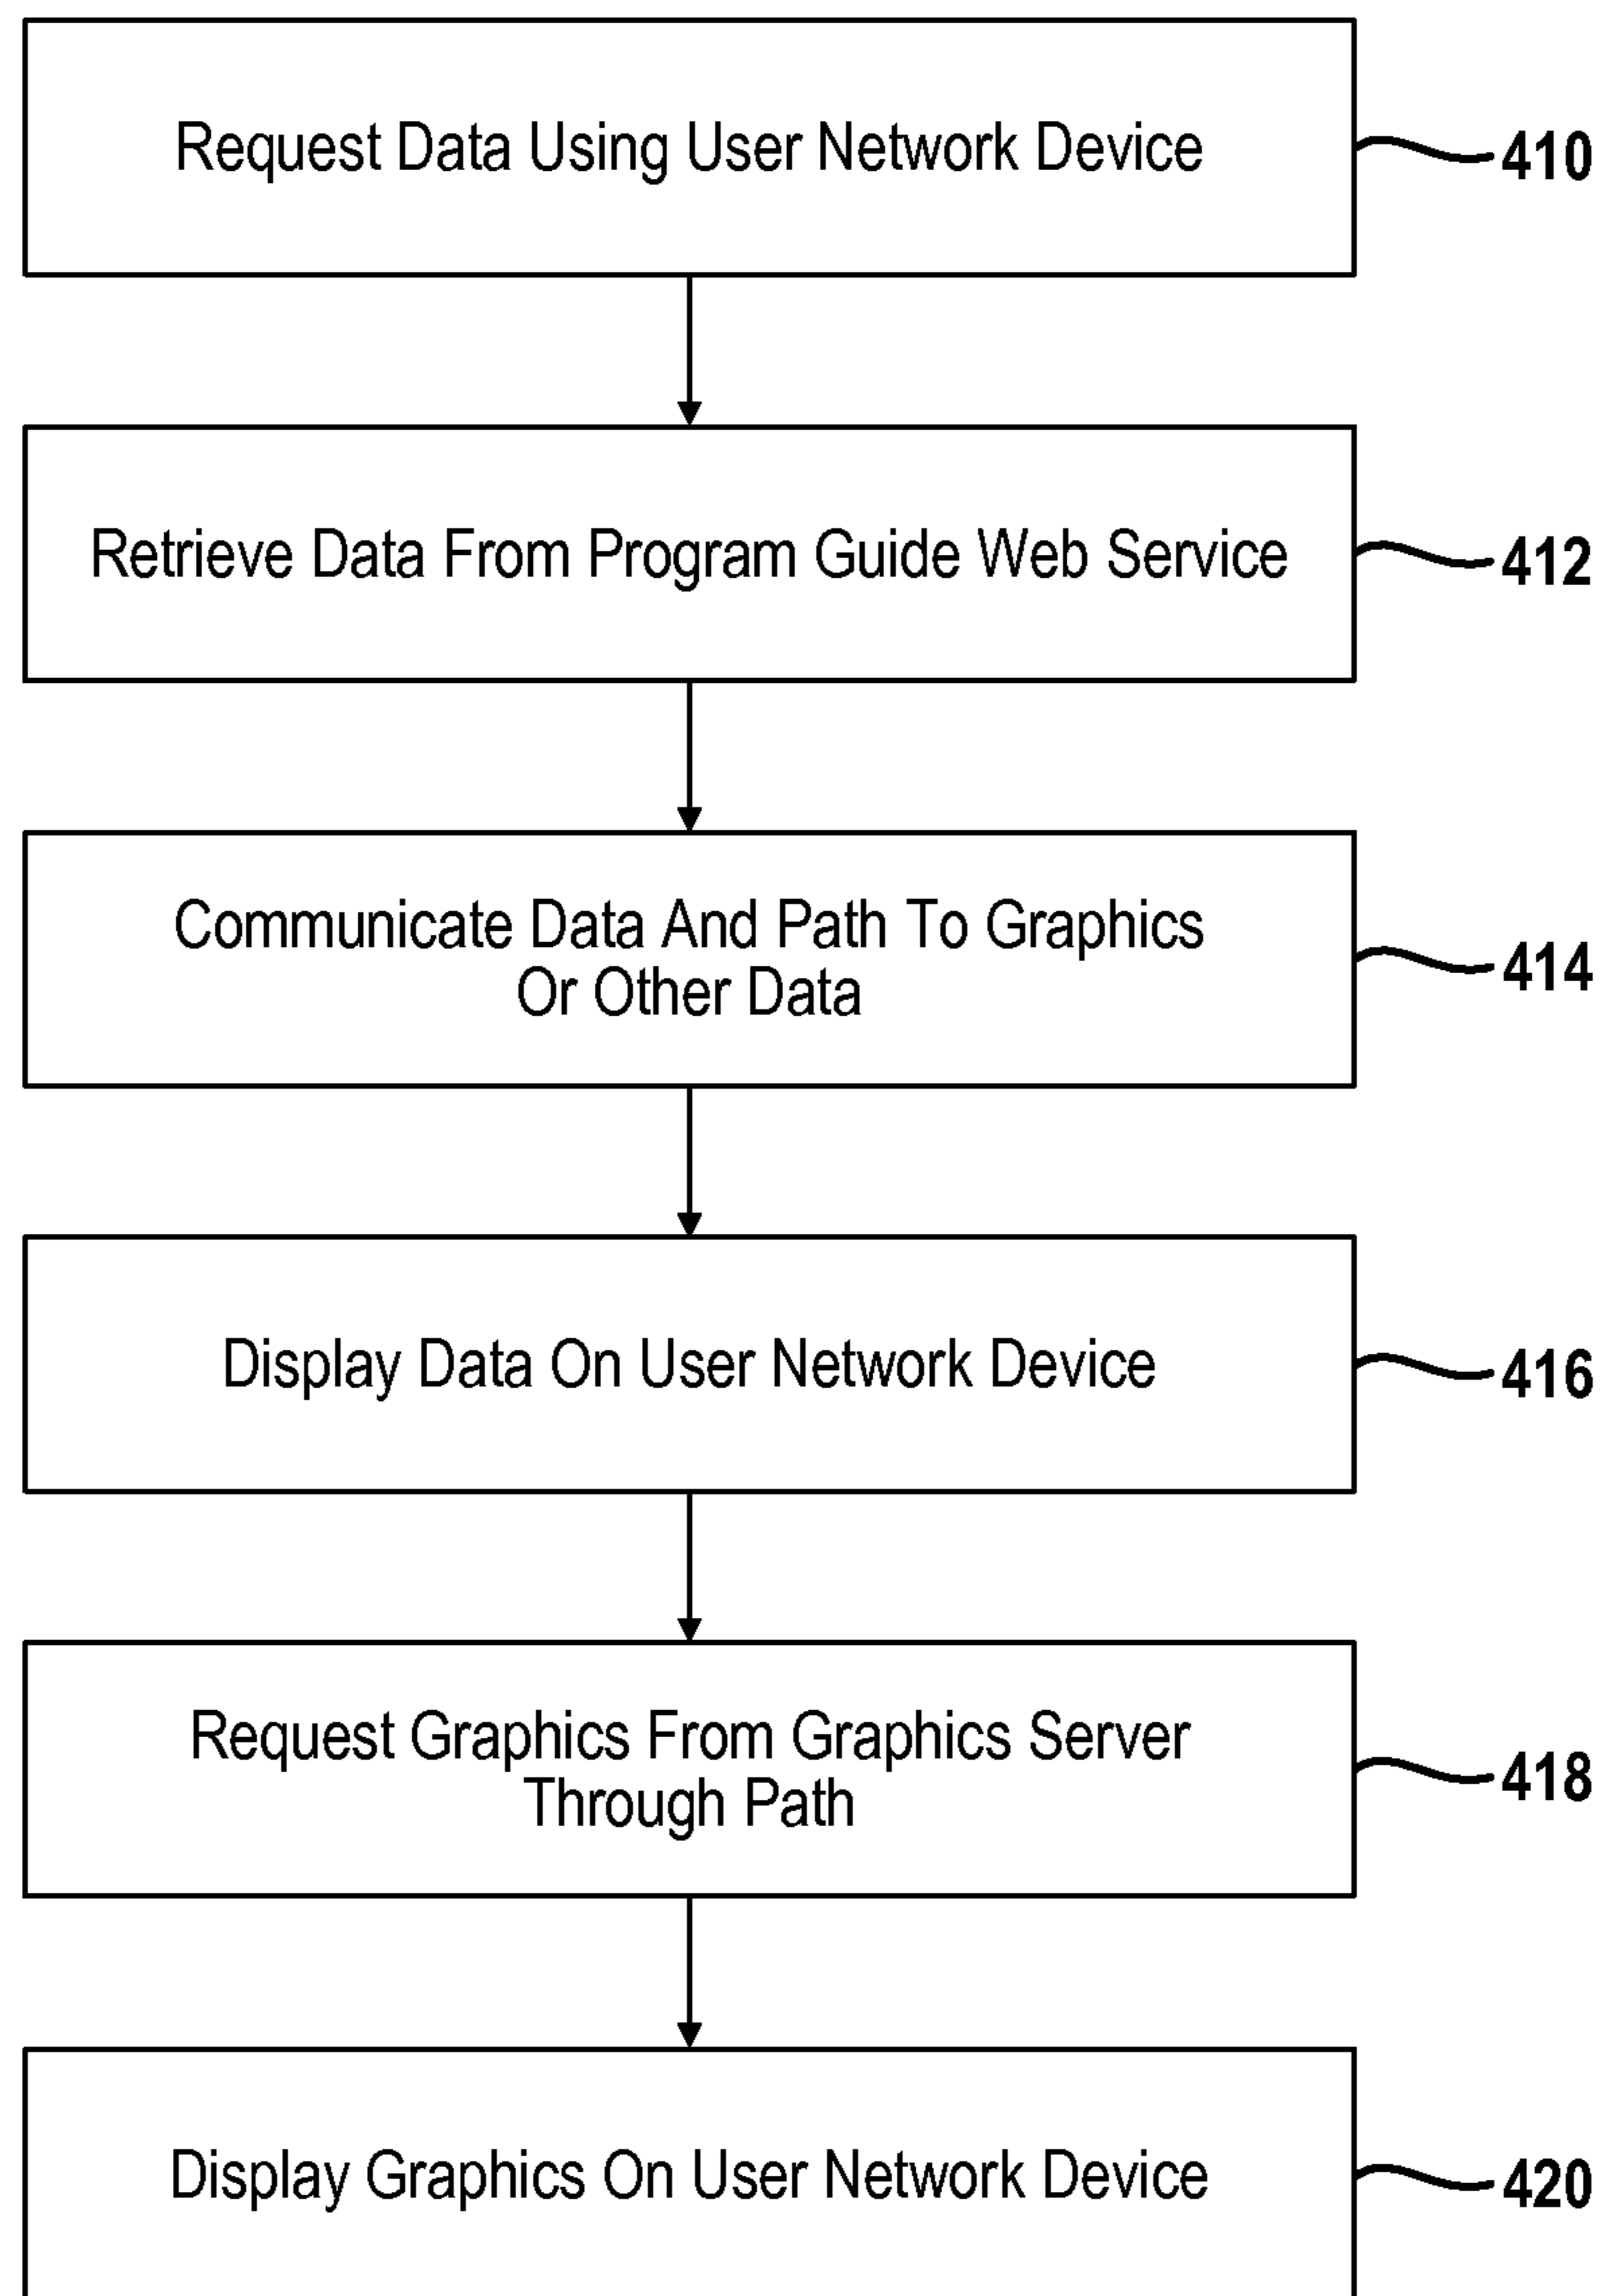 Request Data Using User Network Device
410
Retrieve Data From Program Guide Web Service
412
Communicate Data And Path To Graphics
Or Other Data
414
Display Data On User Network Device
416
Request Graphics From Graphics Server
Through Path
418
Display Graphics On User Network Device
420